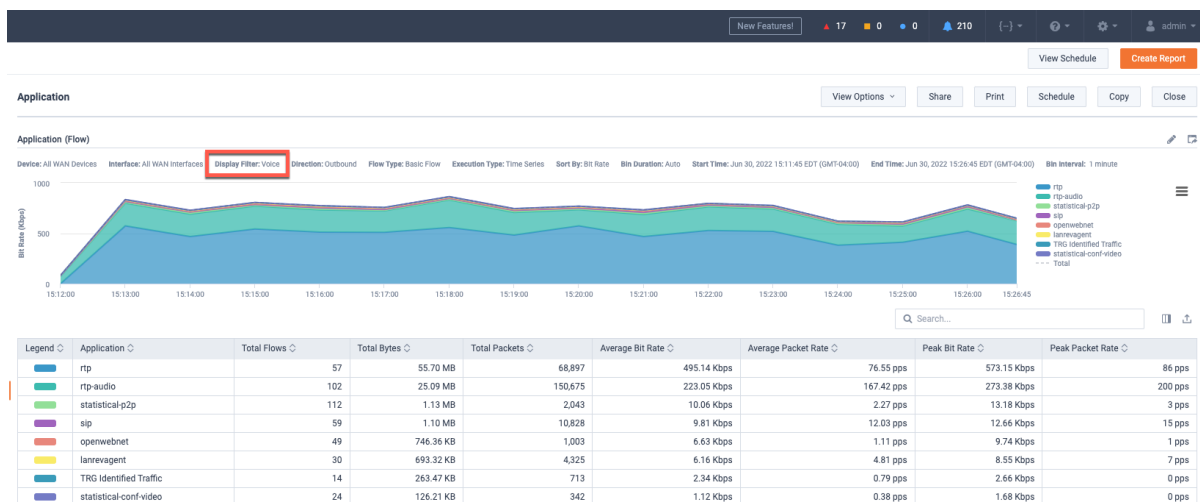 New Features! 17 0 0 210 {-} admin
View Schedule Create Report
Application View Options Share Print Schedule Copy Close
Application (Flow)
Device: All WAN Devices Interface: All WAN Interfaces Display Filter: Voice Direction: Outbound Flow Type: Basic Flow Execution Type: Time Series Sort By: Bit Rate Bin Duration: Auto Start Time: Jun 30, 2022 15:11:45 EDT (GMT-04:00) End Time: Jun 30, 2022 15:26:45 EDT (GMT-04:00) Bin Interval: 1 minute
Bit Rate (Kbps)
1000
500
0
15:12:00 15:13:00 15:14:00 15:15:00 15:16:00 15:17:00 15:18:00 15:19:00 15:20:00 15:21:00 15:22:00 15:23:00 15:24:00 15:25:00 15:26:00 15:26:45
rtp
rtp-audio
statistical-p2p
sip
openwebnet
lanrevagent
TRG Identified Traffic
statistical-conf-video
Total
Search...
Legend Application Total Flows Total Bytes Total Packets Average Bit Rate Average Packet Rate Peak Bit Rate Peak Packet Rate
rtp 57 55.70 MB 68,897 495.14 Kbps 76.55 pps 573.15 Kbps 86 pps
rtp-audio 102 25.09 MB 150,675 223.05 Kbps 167.42 pps 273.38 Kbps 200 pps
statistical-p2p 112 1.13 MB 2,043 10.06 Kbps 2.27 pps 13.18 Kbps 3 pps
sip 59 1.10 MB 10,828 9.81 Kbps 12.03 pps 12.66 Kbps 15 pps
openwebnet 49 746.36 KB 1,003 6.63 Kbps 1.11 pps 9.74 Kbps 1 pps
lanrevagent 30 693.32 KB 4,325 6.16 Kbps 4.81 pps 8.55 Kbps 7 pps
TRG Identified Traffic 14 263.47 KB 713 2.34 Kbps 0.79 pps 2.66 Kbps 0 pps
statistical-conf-video 24 126.21 KB 342 1.12 Kbps 0.38 pps 1.68 Kbps 0 pps